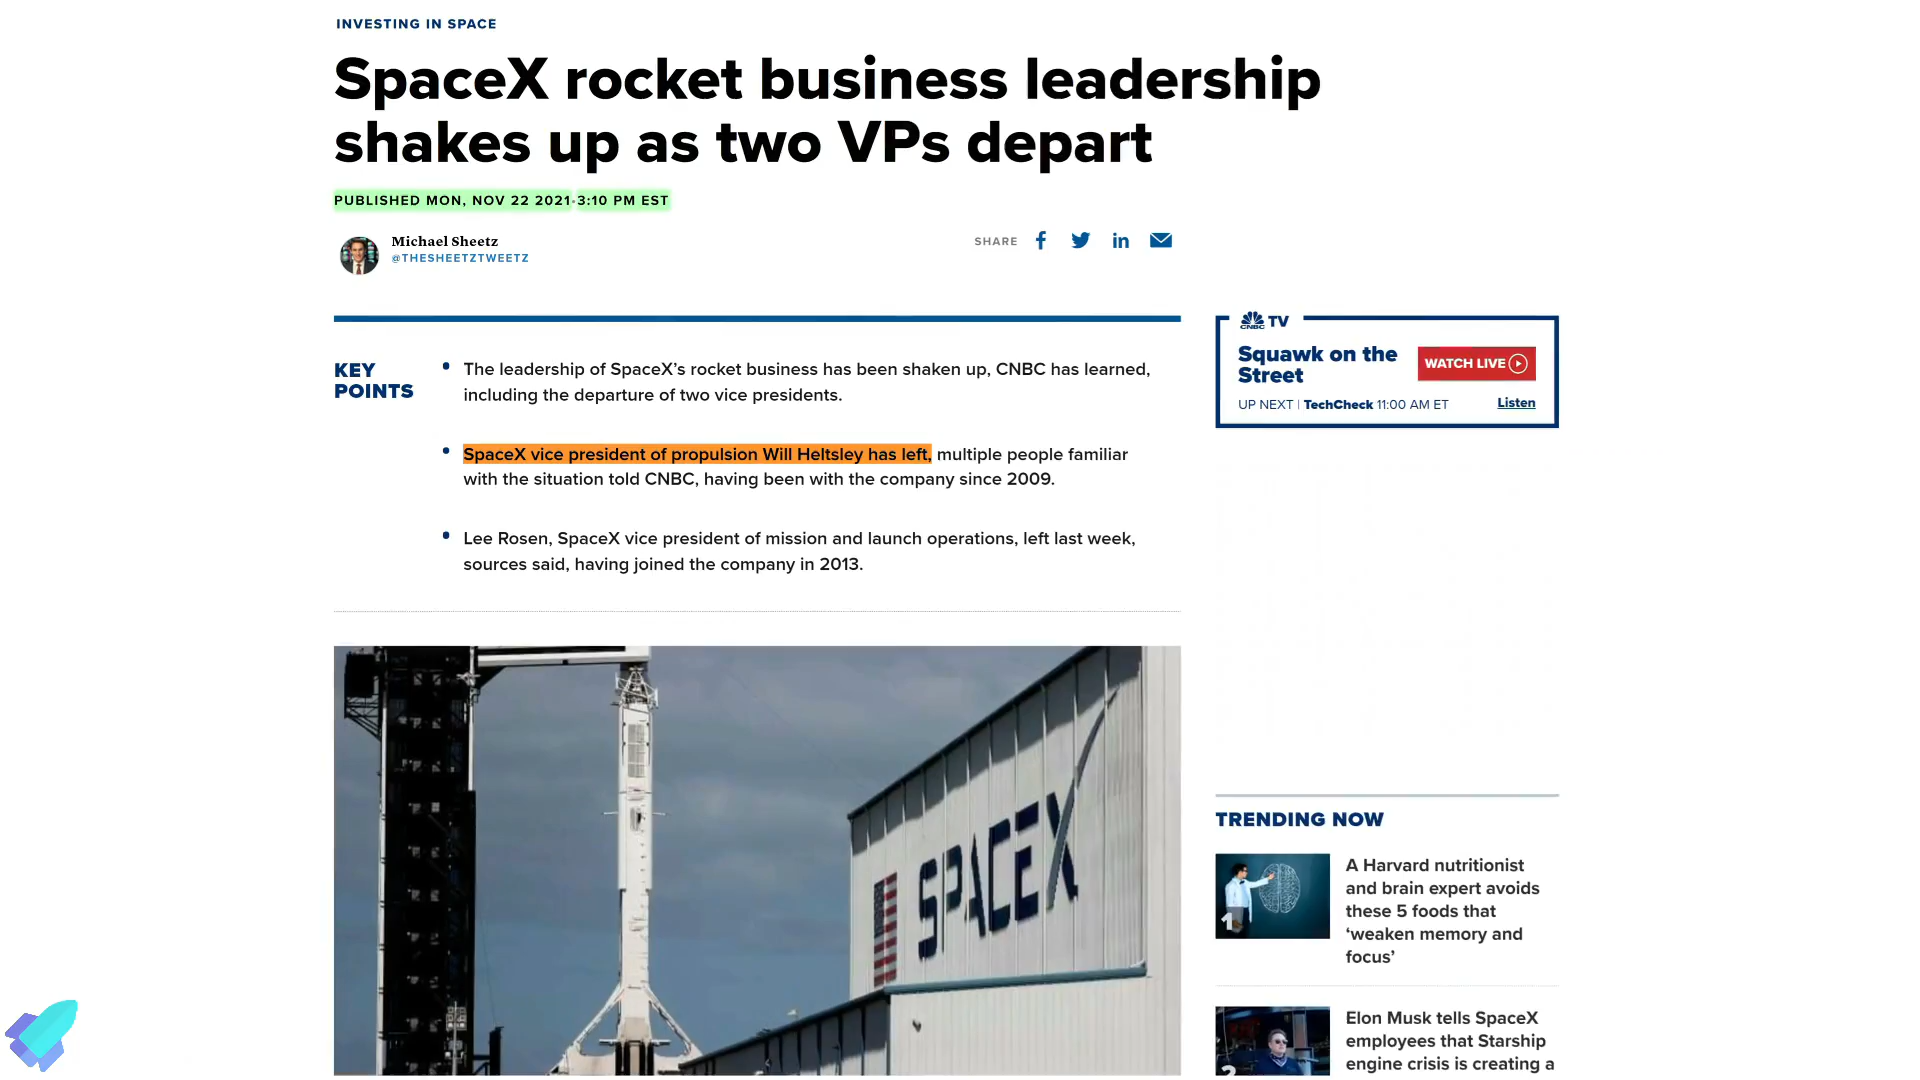 INVESTING IN SPACE
SpaceX rocket business leadership
shakes up as two VPs depart
PUBLISHED MON, NOV 22 2021·3:10 PM EST
Michael Sheetz
@THESHEETZTWEETZ
SHARE
KEY
POINTS
The leadership of SpaceX’s rocket business has been shaken up, CNBC has learned,
including the departure of two vice presidents.
SpaceX vice president of propulsion Will Heltsley has left, multiple people familiar
with the situation told CNBC, having been with the company since 2009.
Lee Rosen, SpaceX vice president of mission and launch operations, left last week,
sources said, having joined the company in 2013.
SPACEX
CNBC TV
Squawk on the
Street
WATCH LIVE
UP NEXT | TechCheck 11:00 AM ET
Listen
TRENDING NOW
1
A Harvard nutritionist
and brain expert avoids
these 5 foods that
‘weaken memory and
focus’
2
Elon Musk tells SpaceX
employees that Starship
engine crisis is creating a